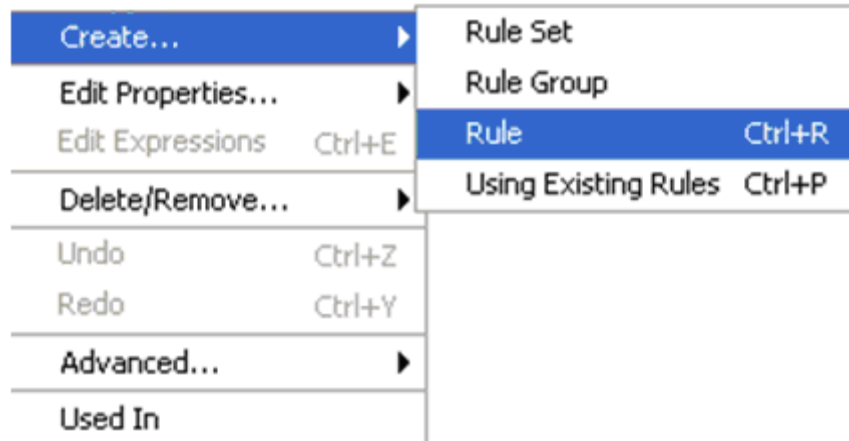 Create...
Edit Properties...
Edit Expressions Ctrl+E
Delete/Remove...
Undo Ctrl+Z
Redo Ctrl+Y
Advanced...
Used In
Rule Set
Rule Group
Rule Ctrl+R
Using Existing Rules Ctrl+P